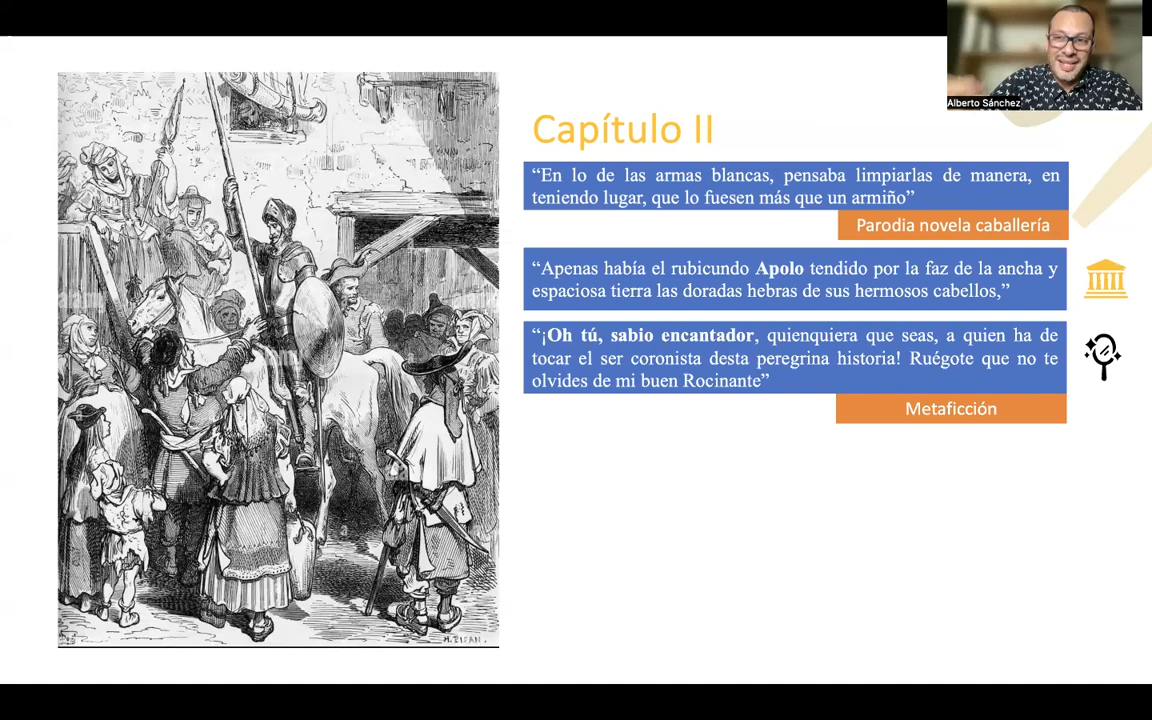 Alberto Sánchez
Capítulo II
“En lo de las armas blancas, pensaba limpiarlas de manera, en
teniendo lugar, que lo fuesen más que un armiño”
Parodia novela caballería
“Apenas había el rubicundo Apolo tendido por la faz de la ancha y
espaciosa tierra las doradas hebras de sus hermosos cabellos,”
“¡Oh tú, sabio encantador, quienquiera que seas, a quien ha de
tocar el ser coronista desta peregrina historia! Ruégote que no te
olvides de mi buen Rocinante”
Metaficción